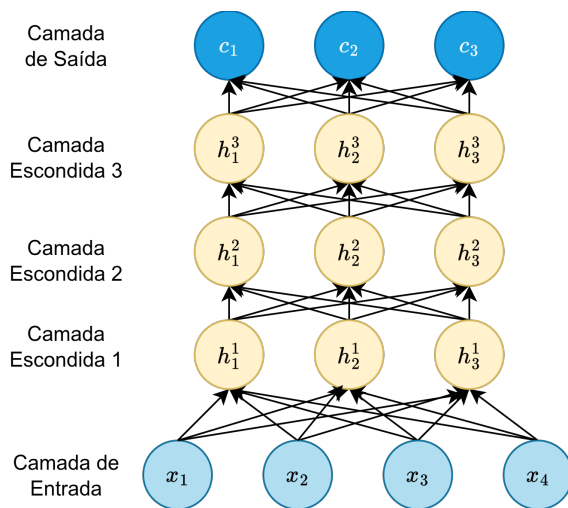 Camada
de Saída
c₁ c₂ c₃
Camada
Escondida 3
h₁³ h₂³ h₃³
Camada
Escondida 2
h₁² h₂² h₃²
Camada
Escondida 1
h₁¹ h₂¹ h₃¹
Camada de
Entrada
x₁ x₂ x₃ x₄